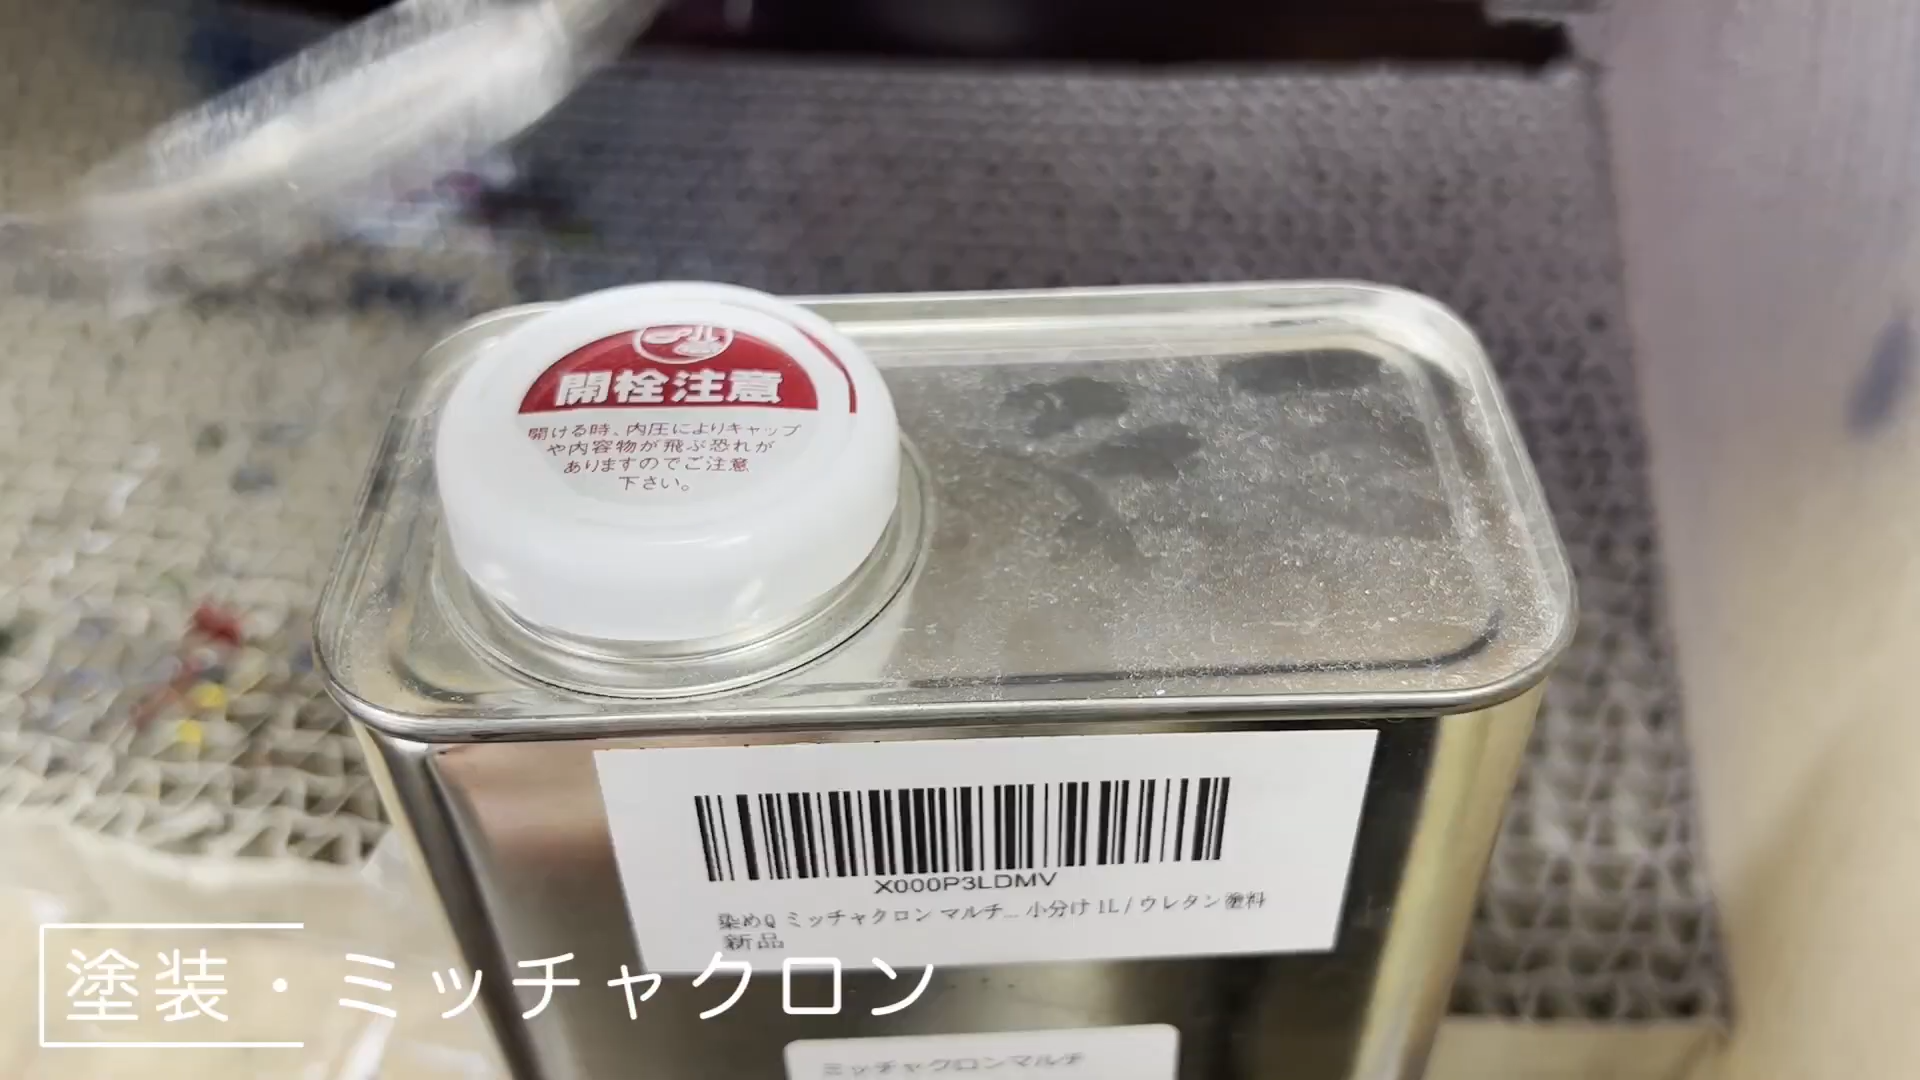 開栓注意
開ける時、内圧によりキャップ
や内容物が飛ぶ恐れが
ありますのでご注意
下さい。
X000P3LDMV
染めQ ミッチャクロン マルチ... 小分け 1L / ウレタン塗料
新品
塗装・ミッチャクロン
ミッチャクロンマルチ